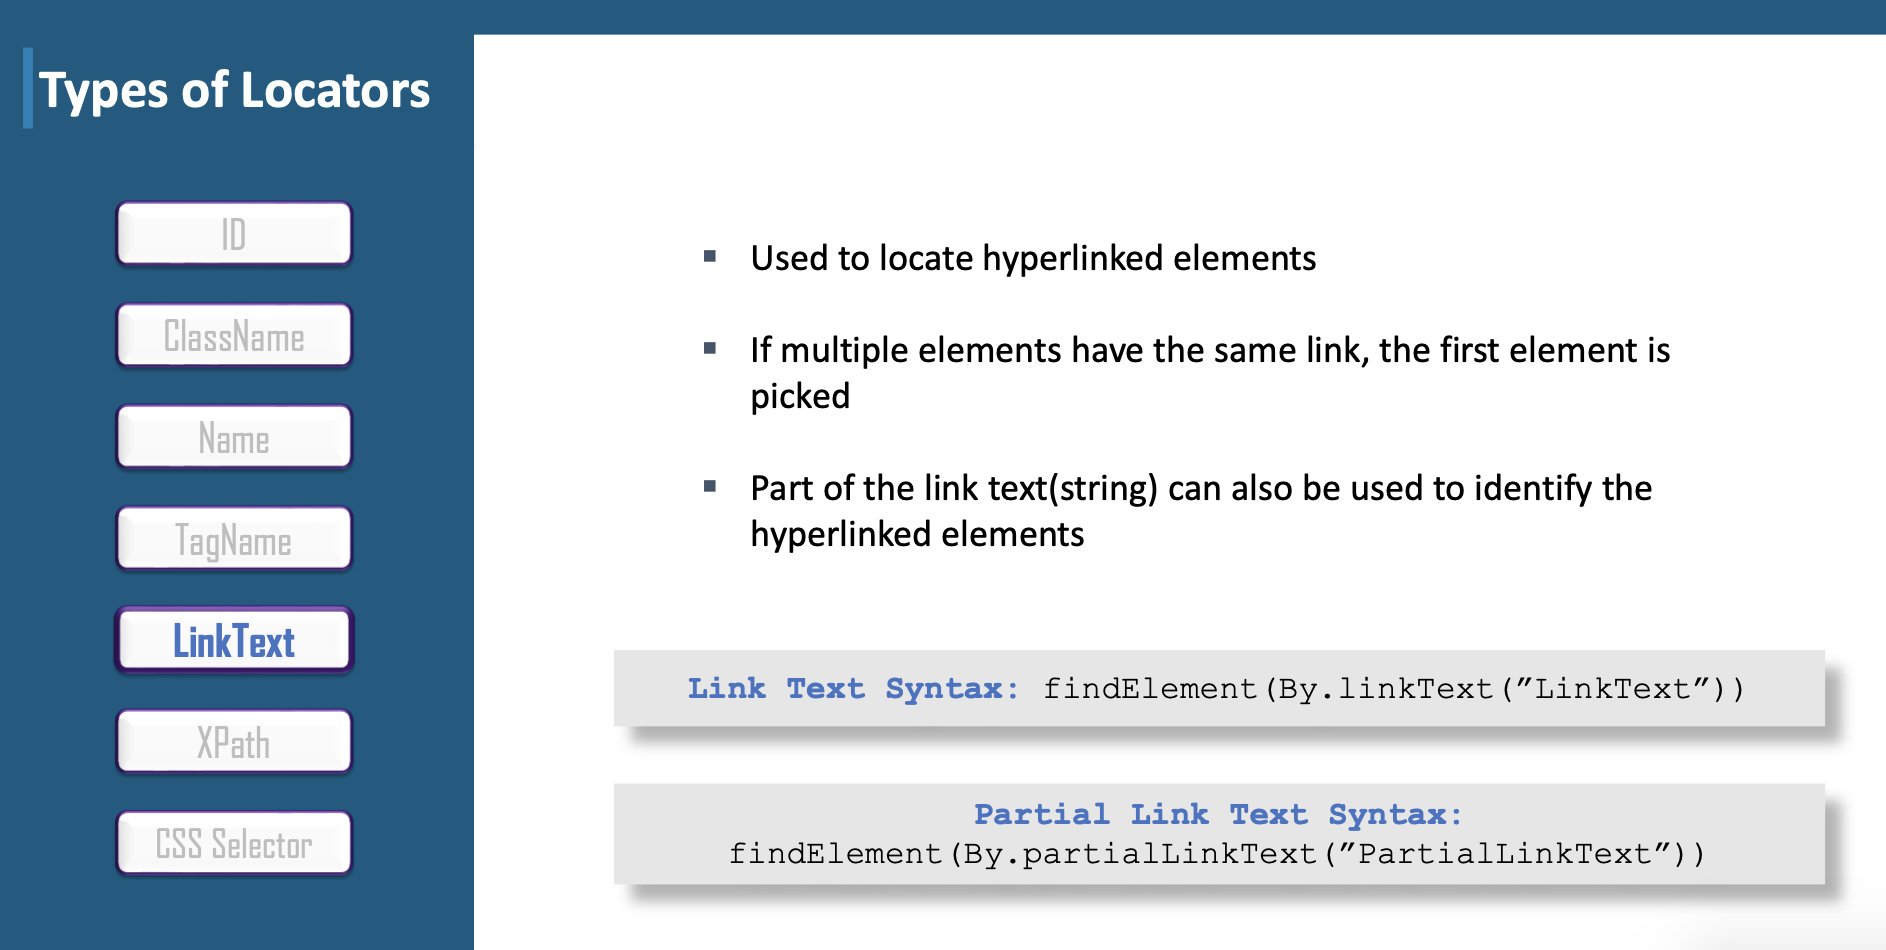 Types of Locators
ID
ClassName
Name
TagName
LinkText
XPath
CSS Selector
▪ Used to locate hyperlinked elements
▪ If multiple elements have the same link, the first element is
picked
▪ Part of the link text(string) can also be used to identify the
hyperlinked elements
Link Text Syntax: findElement(By.linkText(”LinkText”))
Partial Link Text Syntax:
findElement(By.partialLinkText(”PartialLinkText”))